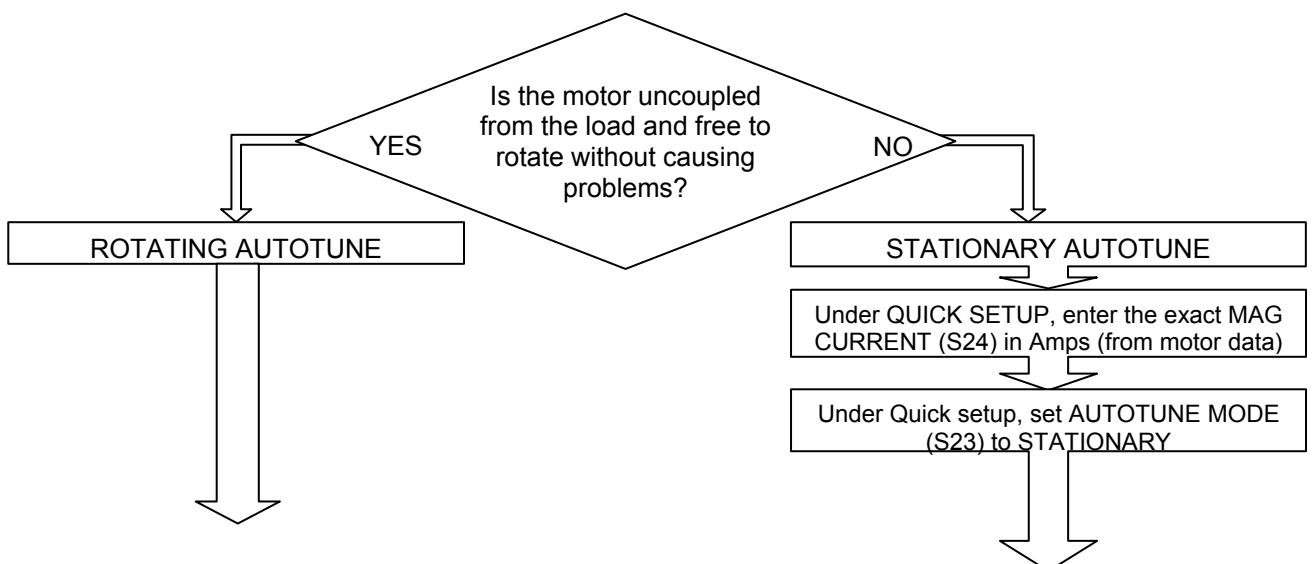 Is the motor uncoupled
from the load and free to
rotate without causing
problems?
YES
NO
ROTATING AUTOTUNE
STATIONARY AUTOTUNE
Under QUICK SETUP, enter the exact MAG
CURRENT (S24) in Amps (from motor data)
Under Quick setup, set AUTOTUNE MODE
(S23) to STATIONARY